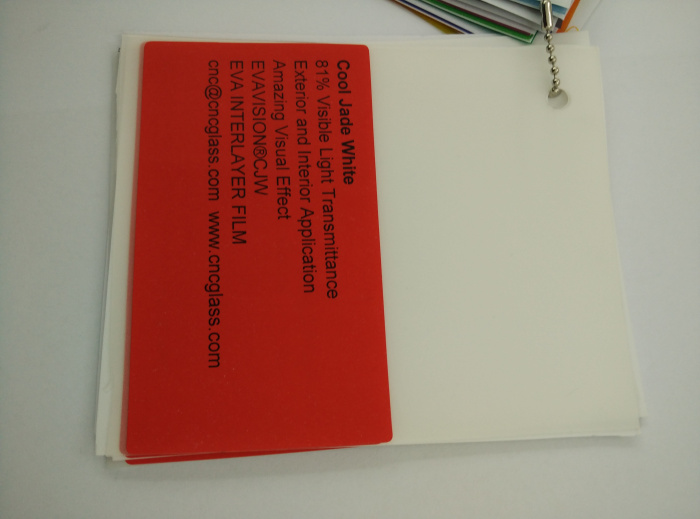 Cool Jade White
81% Visible Light Transmittance
Exterior and Interior Application
Amazing Visual Effect
EVAVISION®CJW
EVA INTERLAYER FILM
cnc@cncglass.com www.cncglass.com